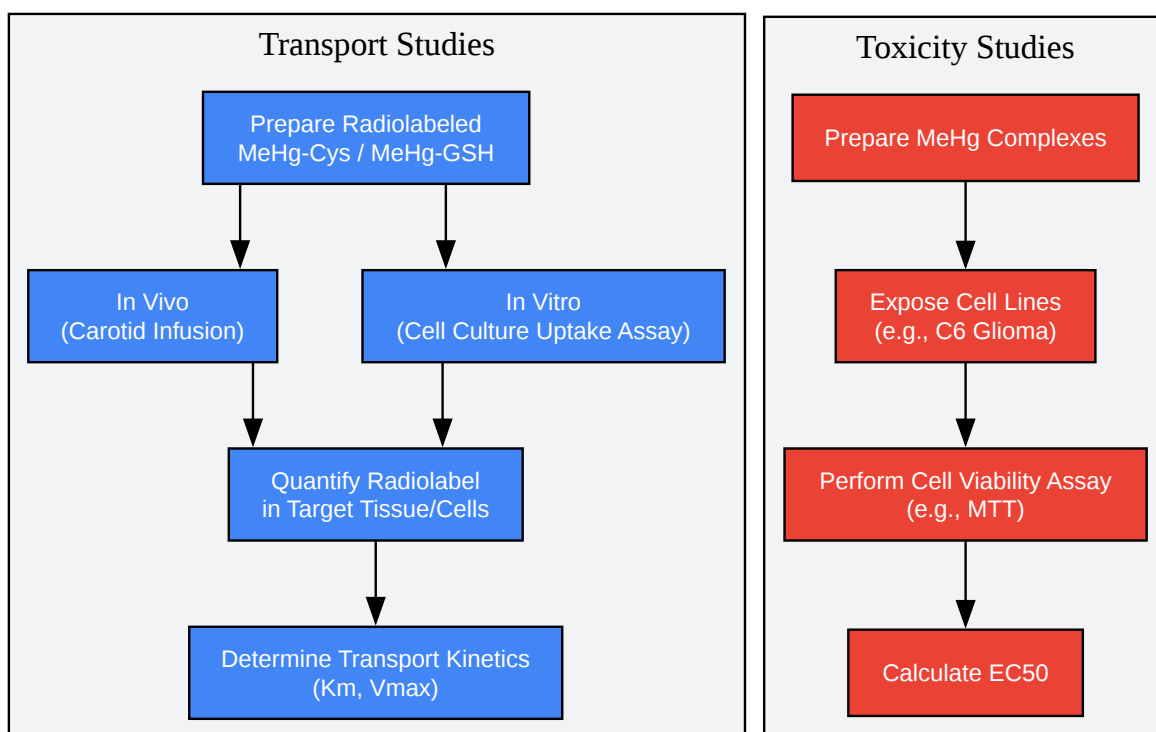 Transport Studies
Prepare Radiolabeled
MeHg-Cys / MeHg-GSH
In Vivo
(Carotid Infusion)
In Vitro
(Cell Culture Uptake Assay)
Quantify Radiolabel
in Target Tissue/Cells
Determine Transport Kinetics
(Km, Vmax)
Toxicity Studies
Prepare MeHg Complexes
Expose Cell Lines
(e.g., C6 Glioma)
Perform Cell Viability Assay
(e.g., MTT)
Calculate EC50